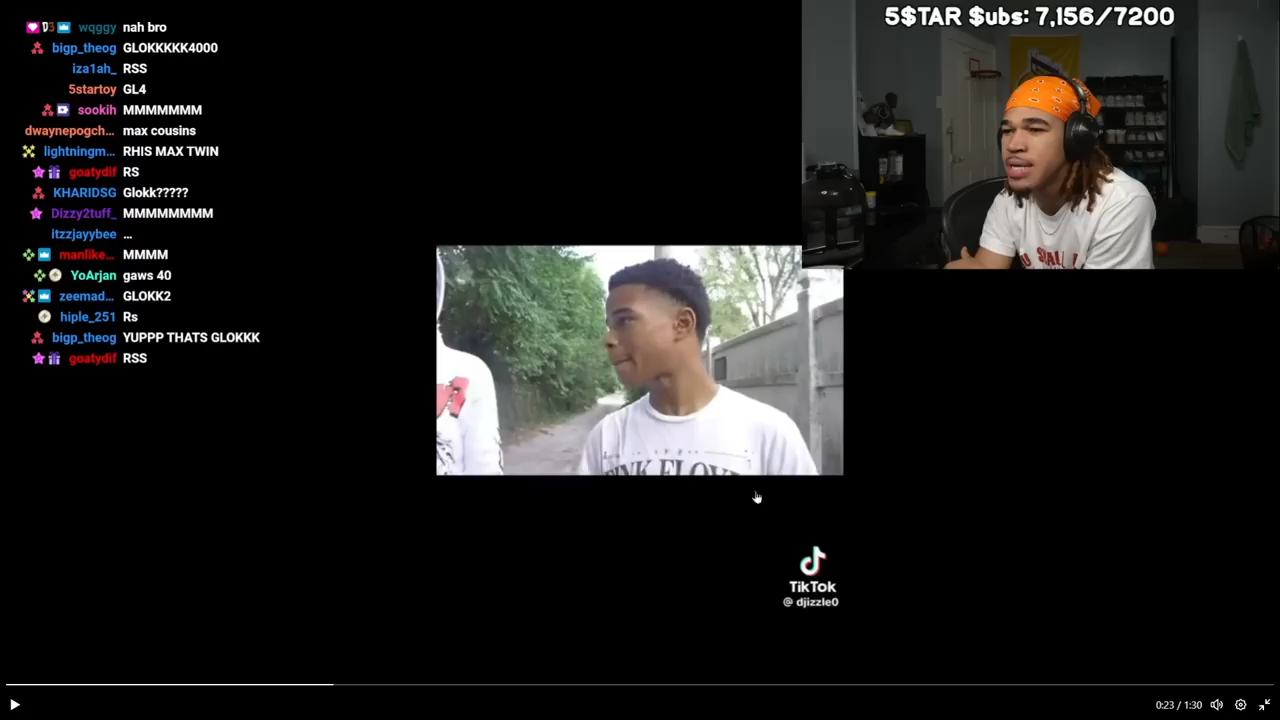 5$TAR $ubs: 7,156/7200
wqggy nah bro
bigp_theog GLOKKKKK4000
iza1ah_ RSS
5startoy GL4
sookih MMMMMMM
dwaynepogch... max cousins
lightningm... RHIS MAX TWIN
goatydif RS
KHARIDSG Glokk?????
Dizzy2tuff_ MMMMMMMM
itzzjayybee ...
manlike... MMMM
YoArjan gaws 40
zeemad... GLOKK2
hiple_251 Rs
bigp_theog YUPPP THATS GLOKKK
goatydif RSS
TikTok
@ djizzle0
0:23 / 1:30